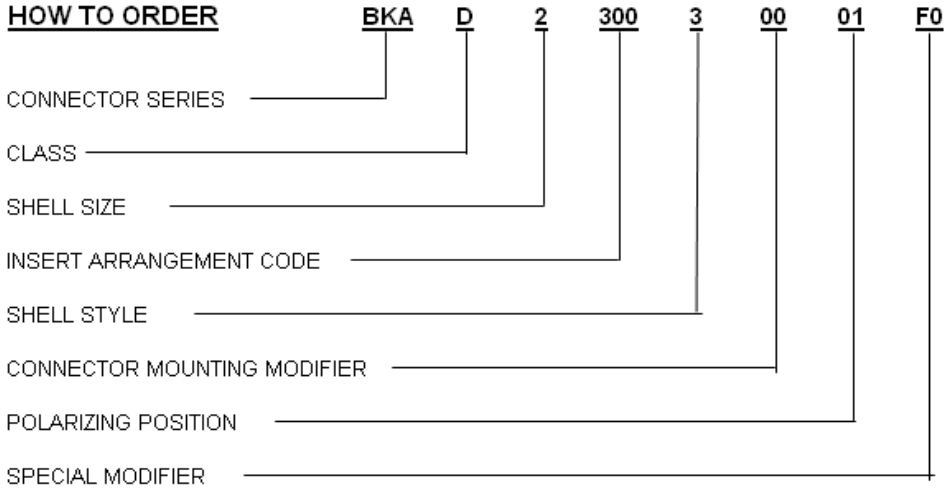 HOW TO ORDER BKA D 2 300 3 00 01 F0
CONNECTOR SERIES
CLASS
SHELL SIZE
INSERT ARRANGEMENT CODE
SHELL STYLE
CONNECTOR MOUNTING MODIFIER
POLARIZING POSITION
SPECIAL MODIFIER